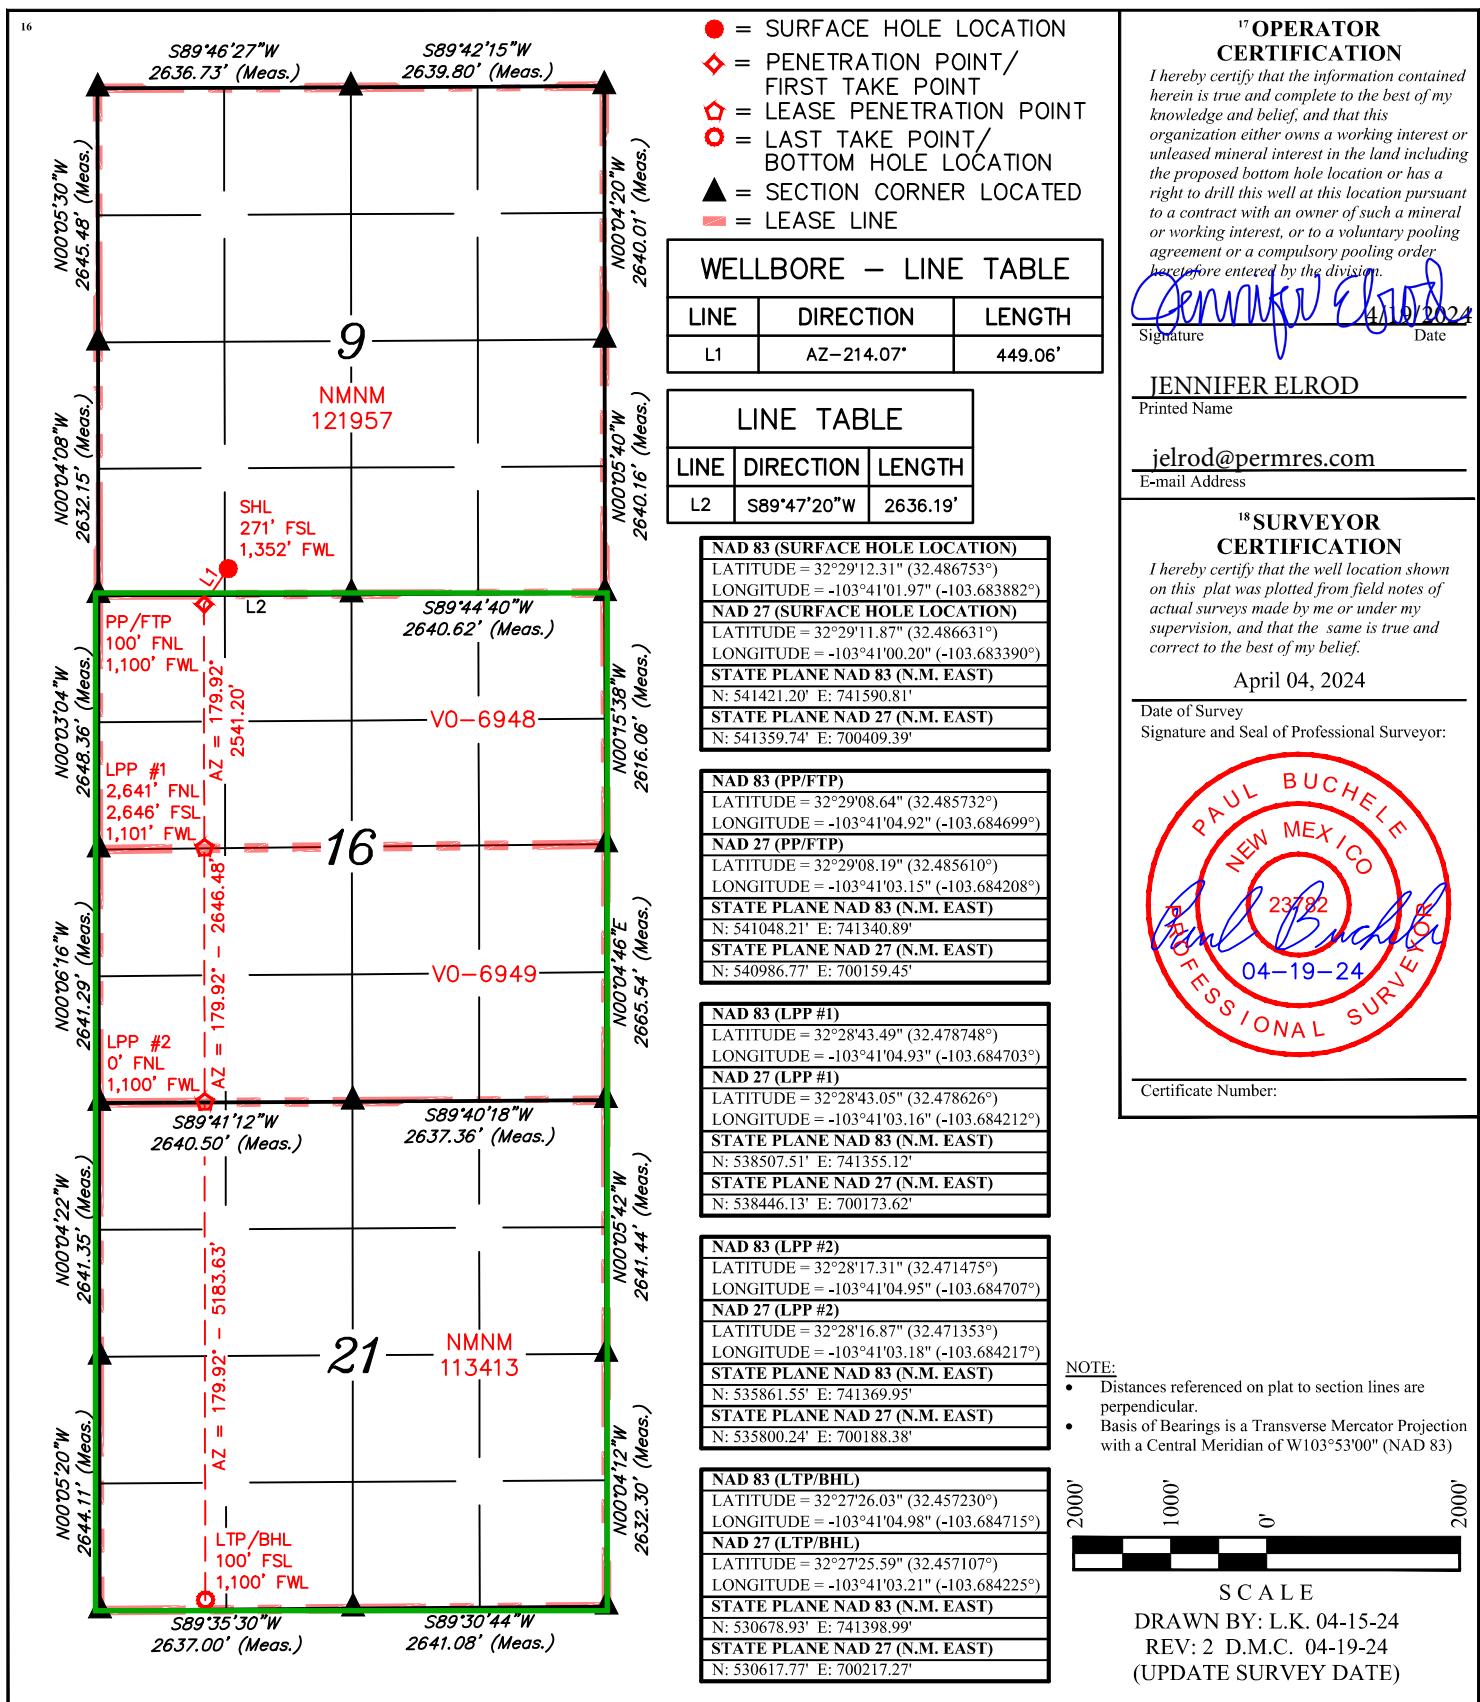 16
S89°46'27"W
2636.73' (Meas.)
S89°42'15"W
2639.80' (Meas.)
N00°05'30"W
2645.48' (Meas.)
N00°04'20"W
2640.01' (Meas.)
9
NMNM
121957
N00°04'08"W
2632.15' (Meas.)
N00°05'40"W
2640.16' (Meas.)
SHL
271' FSL
1,352' FWL
L1
L2
S89°44'40"W
2640.62' (Meas.)
PP/FTP
100' FNL
1,100' FWL
N00°03'04"W
2648.36' (Meas.)
AZ = 179.92°
2541.20'
VO-6948
N00°15'38"W
2616.06' (Meas.)
LPP #1
2,641' FNL
2,646' FSL
1,101' FWL
16
N00°06'16"W
2641.29' (Meas.)
AZ = 179.92° - 2646.48'
VO-6949
N00°04'46"E
2665.54' (Meas.)
LPP #2
0' FNL
1,100' FWL
S89°41'12"W
2640.50' (Meas.)
S89°40'18"W
2637.36' (Meas.)
N00°04'22"W
2641.35' (Meas.)
N00°05'42"W
2641.44' (Meas.)
AZ = 179.92° - 5183.63'
21
NMNM
113413
N00°05'20"W
2644.11' (Meas.)
N00°04'12"W
2632.30' (Meas.)
LTP/BHL
100' FSL
1,100' FWL
S89°35'30"W
2637.00' (Meas.)
S89°30'44"W
2641.08' (Meas.)
= SURFACE HOLE LOCATION
= PENETRATION POINT/
FIRST TAKE POINT
= LEASE PENETRATION POINT
= LAST TAKE POINT/
BOTTOM HOLE LOCATION
= SECTION CORNER LOCATED
= LEASE LINE
WELLBORE – LINE TABLE
LINE DIRECTION LENGTH
L1 AZ-214.07° 449.06'
LINE TABLE
LINE DIRECTION LENGTH
L2 S89°47'20"W 2636.19'
NAD 83 (SURFACE HOLE LOCATION)
LATITUDE = 32°29'12.31" (32.486753°)
LONGITUDE = -103°41'01.97" (-103.683882°)
NAD 27 (SURFACE HOLE LOCATION)
LATITUDE = 32°29'11.87" (32.486631°)
LONGITUDE = -103°41'00.20" (-103.683390°)
STATE PLANE NAD 83 (N.M. EAST)
N: 541421.20' E: 741590.81'
STATE PLANE NAD 27 (N.M. EAST)
N: 541359.74' E: 700409.39'
NAD 83 (PP/FTP)
LATITUDE = 32°29'08.64" (32.485732°)
LONGITUDE = -103°41'04.92" (-103.684699°)
NAD 27 (PP/FTP)
LATITUDE = 32°29'08.19" (32.485610°)
LONGITUDE = -103°41'03.15" (-103.684208°)
STATE PLANE NAD 83 (N.M. EAST)
N: 541048.21' E: 741340.89'
STATE PLANE NAD 27 (N.M. EAST)
N: 540986.77' E: 700159.45'
NAD 83 (LPP #1)
LATITUDE = 32°28'43.49" (32.478748°)
LONGITUDE = -103°41'04.93" (-103.684703°)
NAD 27 (LPP #1)
LATITUDE = 32°28'43.05" (32.478626°)
LONGITUDE = -103°41'03.16" (-103.684212°)
STATE PLANE NAD 83 (N.M. EAST)
N: 538507.51' E: 741355.12'
STATE PLANE NAD 27 (N.M. EAST)
N: 538446.13' E: 700173.62'
NAD 83 (LPP #2)
LATITUDE = 32°28'17.31" (32.471475°)
LONGITUDE = -103°41'04.95" (-103.684707°)
NAD 27 (LPP #2)
LATITUDE = 32°28'16.87" (32.471353°)
LONGITUDE = -103°41'03.18" (-103.684217°)
STATE PLANE NAD 83 (N.M. EAST)
N: 535861.55' E: 741369.95'
STATE PLANE NAD 27 (N.M. EAST)
N: 535800.24' E: 700188.38'
NAD 83 (LTP/BHL)
LATITUDE = 32°27'26.03" (32.457230°)
LONGITUDE = -103°41'04.98" (-103.684715°)
NAD 27 (LTP/BHL)
LATITUDE = 32°27'25.59" (32.457107°)
LONGITUDE = -103°41'03.21" (-103.684225°)
STATE PLANE NAD 83 (N.M. EAST)
N: 530678.93' E: 741398.99'
STATE PLANE NAD 27 (N.M. EAST)
N: 530617.77' E: 700217.27'
17 OPERATOR
CERTIFICATION
I hereby certify that the information contained
herein is true and complete to the best of my
knowledge and belief, and that this
organization either owns a working interest or
unleased mineral interest in the land including
the proposed bottom hole location or has a
right to drill this well at this location pursuant
to a contract with an owner of such a mineral
or working interest, or to a voluntary pooling
agreement or a compulsory pooling order
heretofore entered by the division.
Jennifer Elrod 4/19/2024
Signature Date
JENNIFER ELROD
Printed Name
jelrod@permres.com
E-mail Address
18 SURVEYOR
CERTIFICATION
I hereby certify that the well location shown
on this plat was plotted from field notes of
actual surveys made by me or under my
supervision, and that the same is true and
correct to the best of my belief.
April 04, 2024
Date of Survey
Signature and Seal of Professional Surveyor:
PAUL BUCHELE
NEW MEXICO
23782
Paul Buchele
04-19-24
PROFESSIONAL SURVEYOR
Certificate Number:
NOTE:
• Distances referenced on plat to section lines are
perpendicular.
• Basis of Bearings is a Transverse Mercator Projection
with a Central Meridian of W103°53'00" (NAD 83)
2000' 1000' 0' 2000'
SCALE
DRAWN BY: L.K. 04-15-24
REV: 2 D.M.C. 04-19-24
(UPDATE SURVEY DATE)